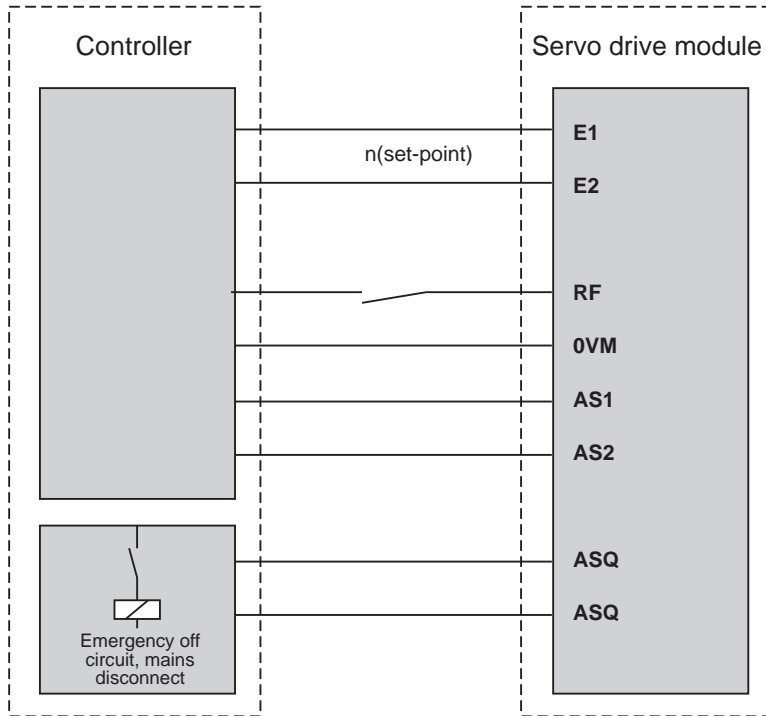 Controller
Servo drive module
E1
n(set-point)
E2
RF
0VM
AS1
AS2
ASQ
ASQ
Emergency off
circuit, mains
disconnect